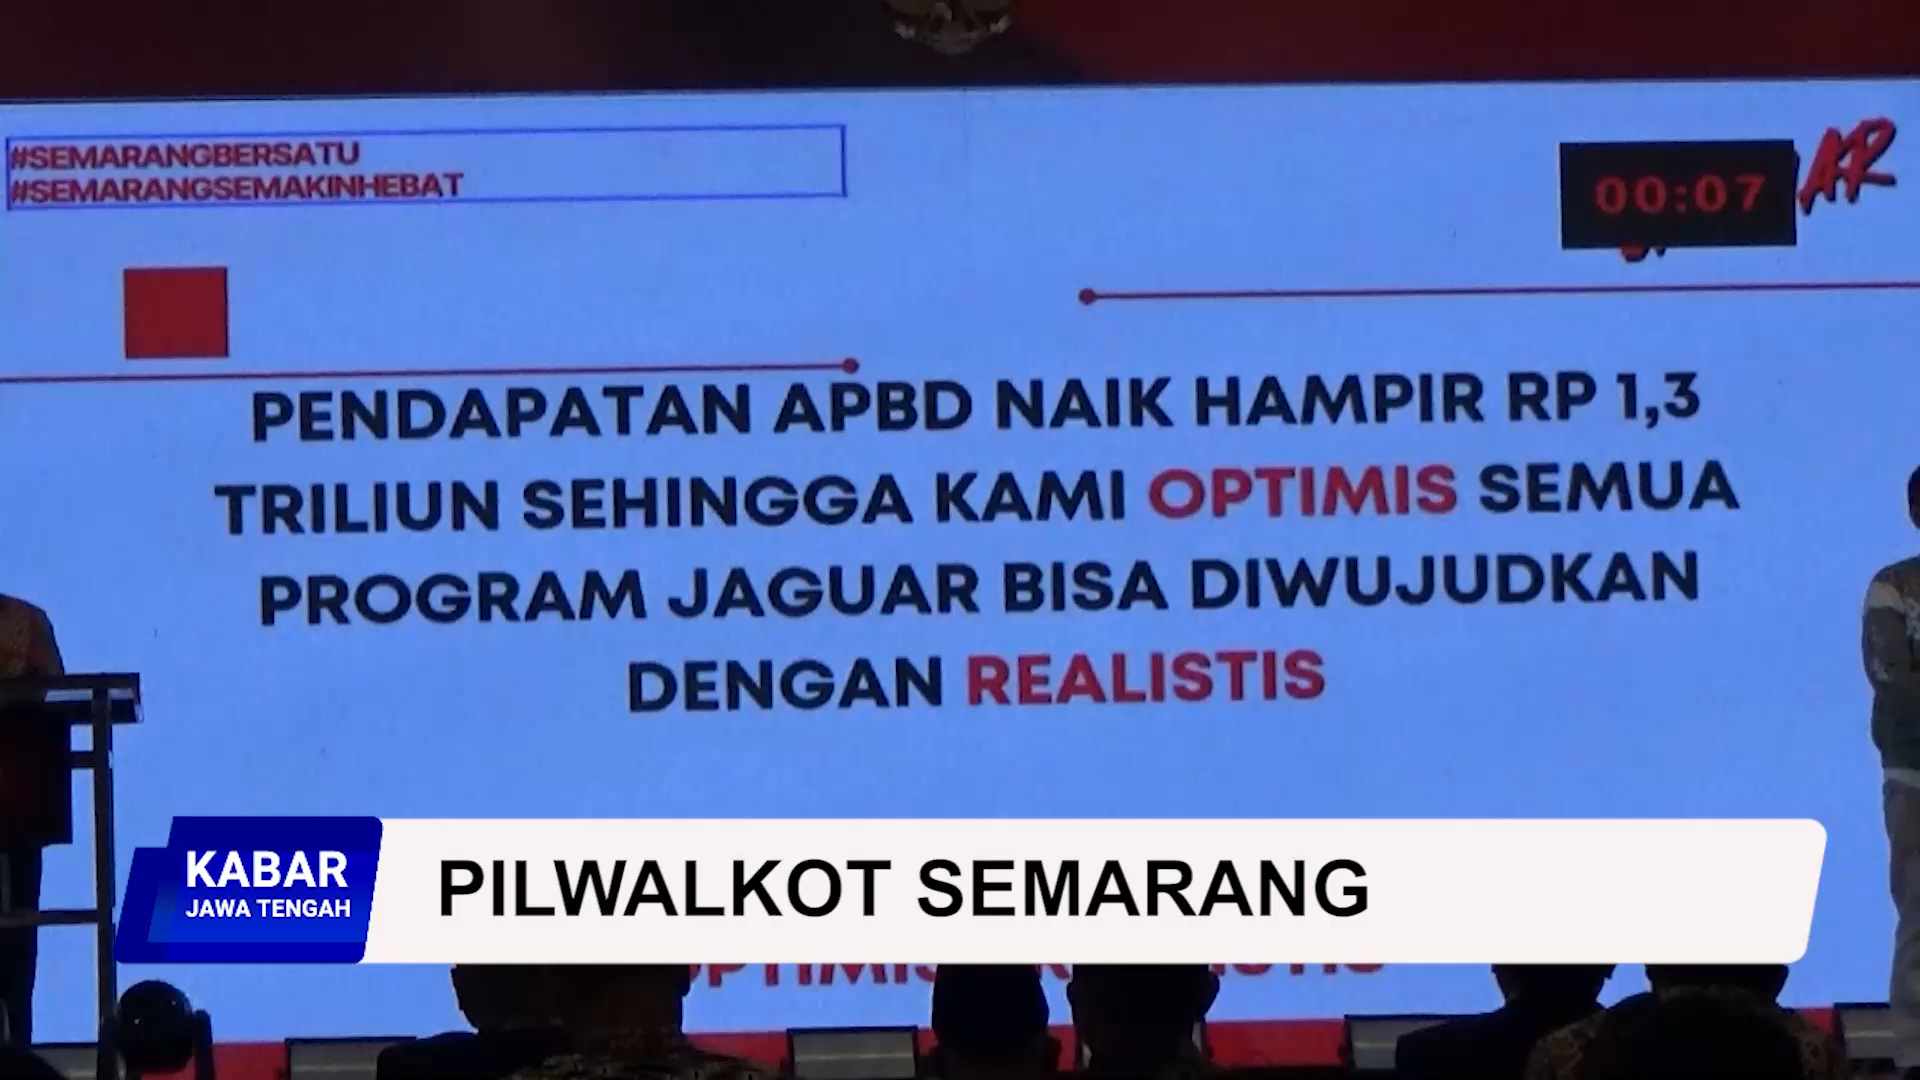 #SEMARANGBERSATU
#SEMARANGSEMAKINHEBAT
00:07
AR
PENDAPATAN APBD NAIK HAMPIR RP 1,3
TRILIUN SEHINGGA KAMI OPTIMIS SEMUA
PROGRAM JAGUAR BISA DIWUJUDKAN
DENGAN REALISTIS
KABAR
JAWA TENGAH
PILWALKOT SEMARANG